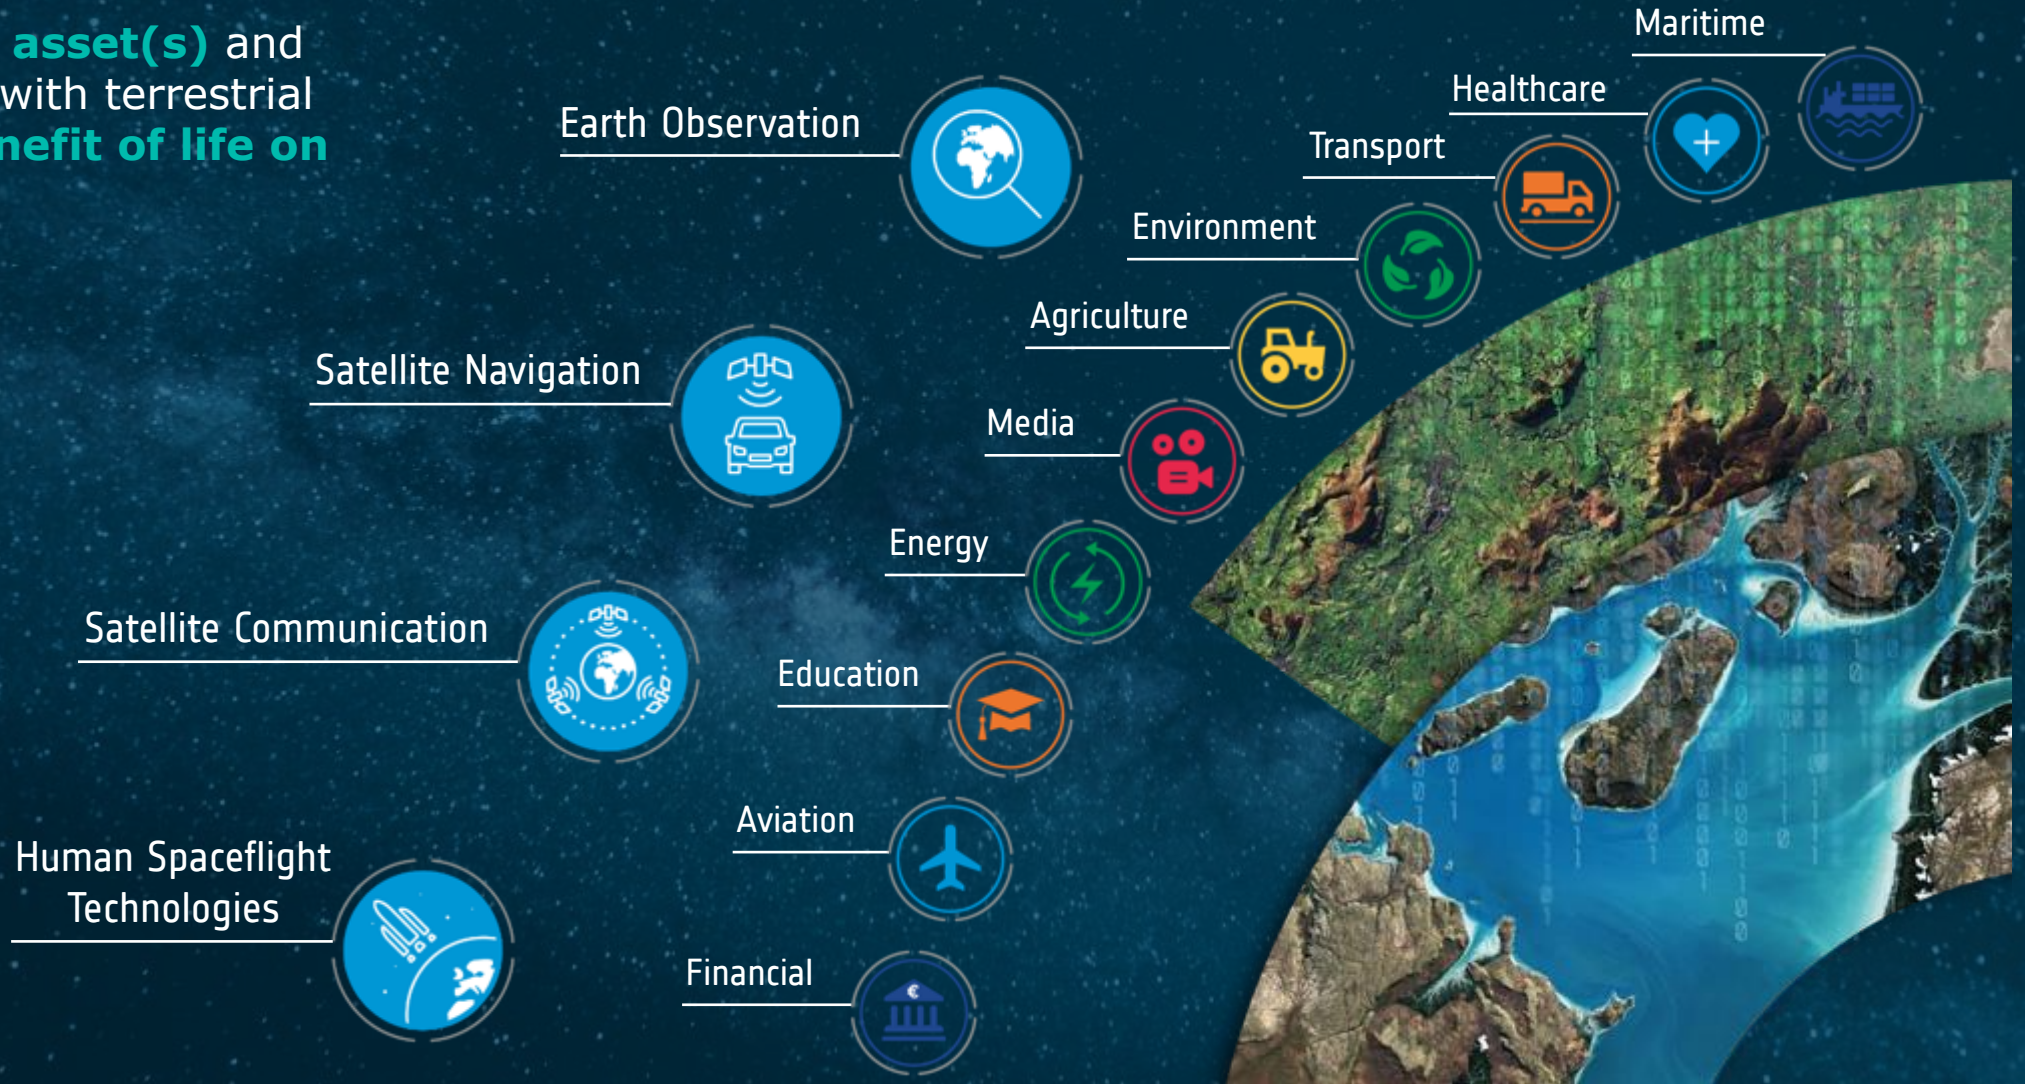 asset(s) and
with terrestrial
nefit of life on
Maritime
Healthcare
Earth Observation
Transport
Environment
Agriculture
Satellite Navigation
Media
Energy
Satellite Communication
Education
Aviation
Human Spaceflight
Technologies
Financial
€